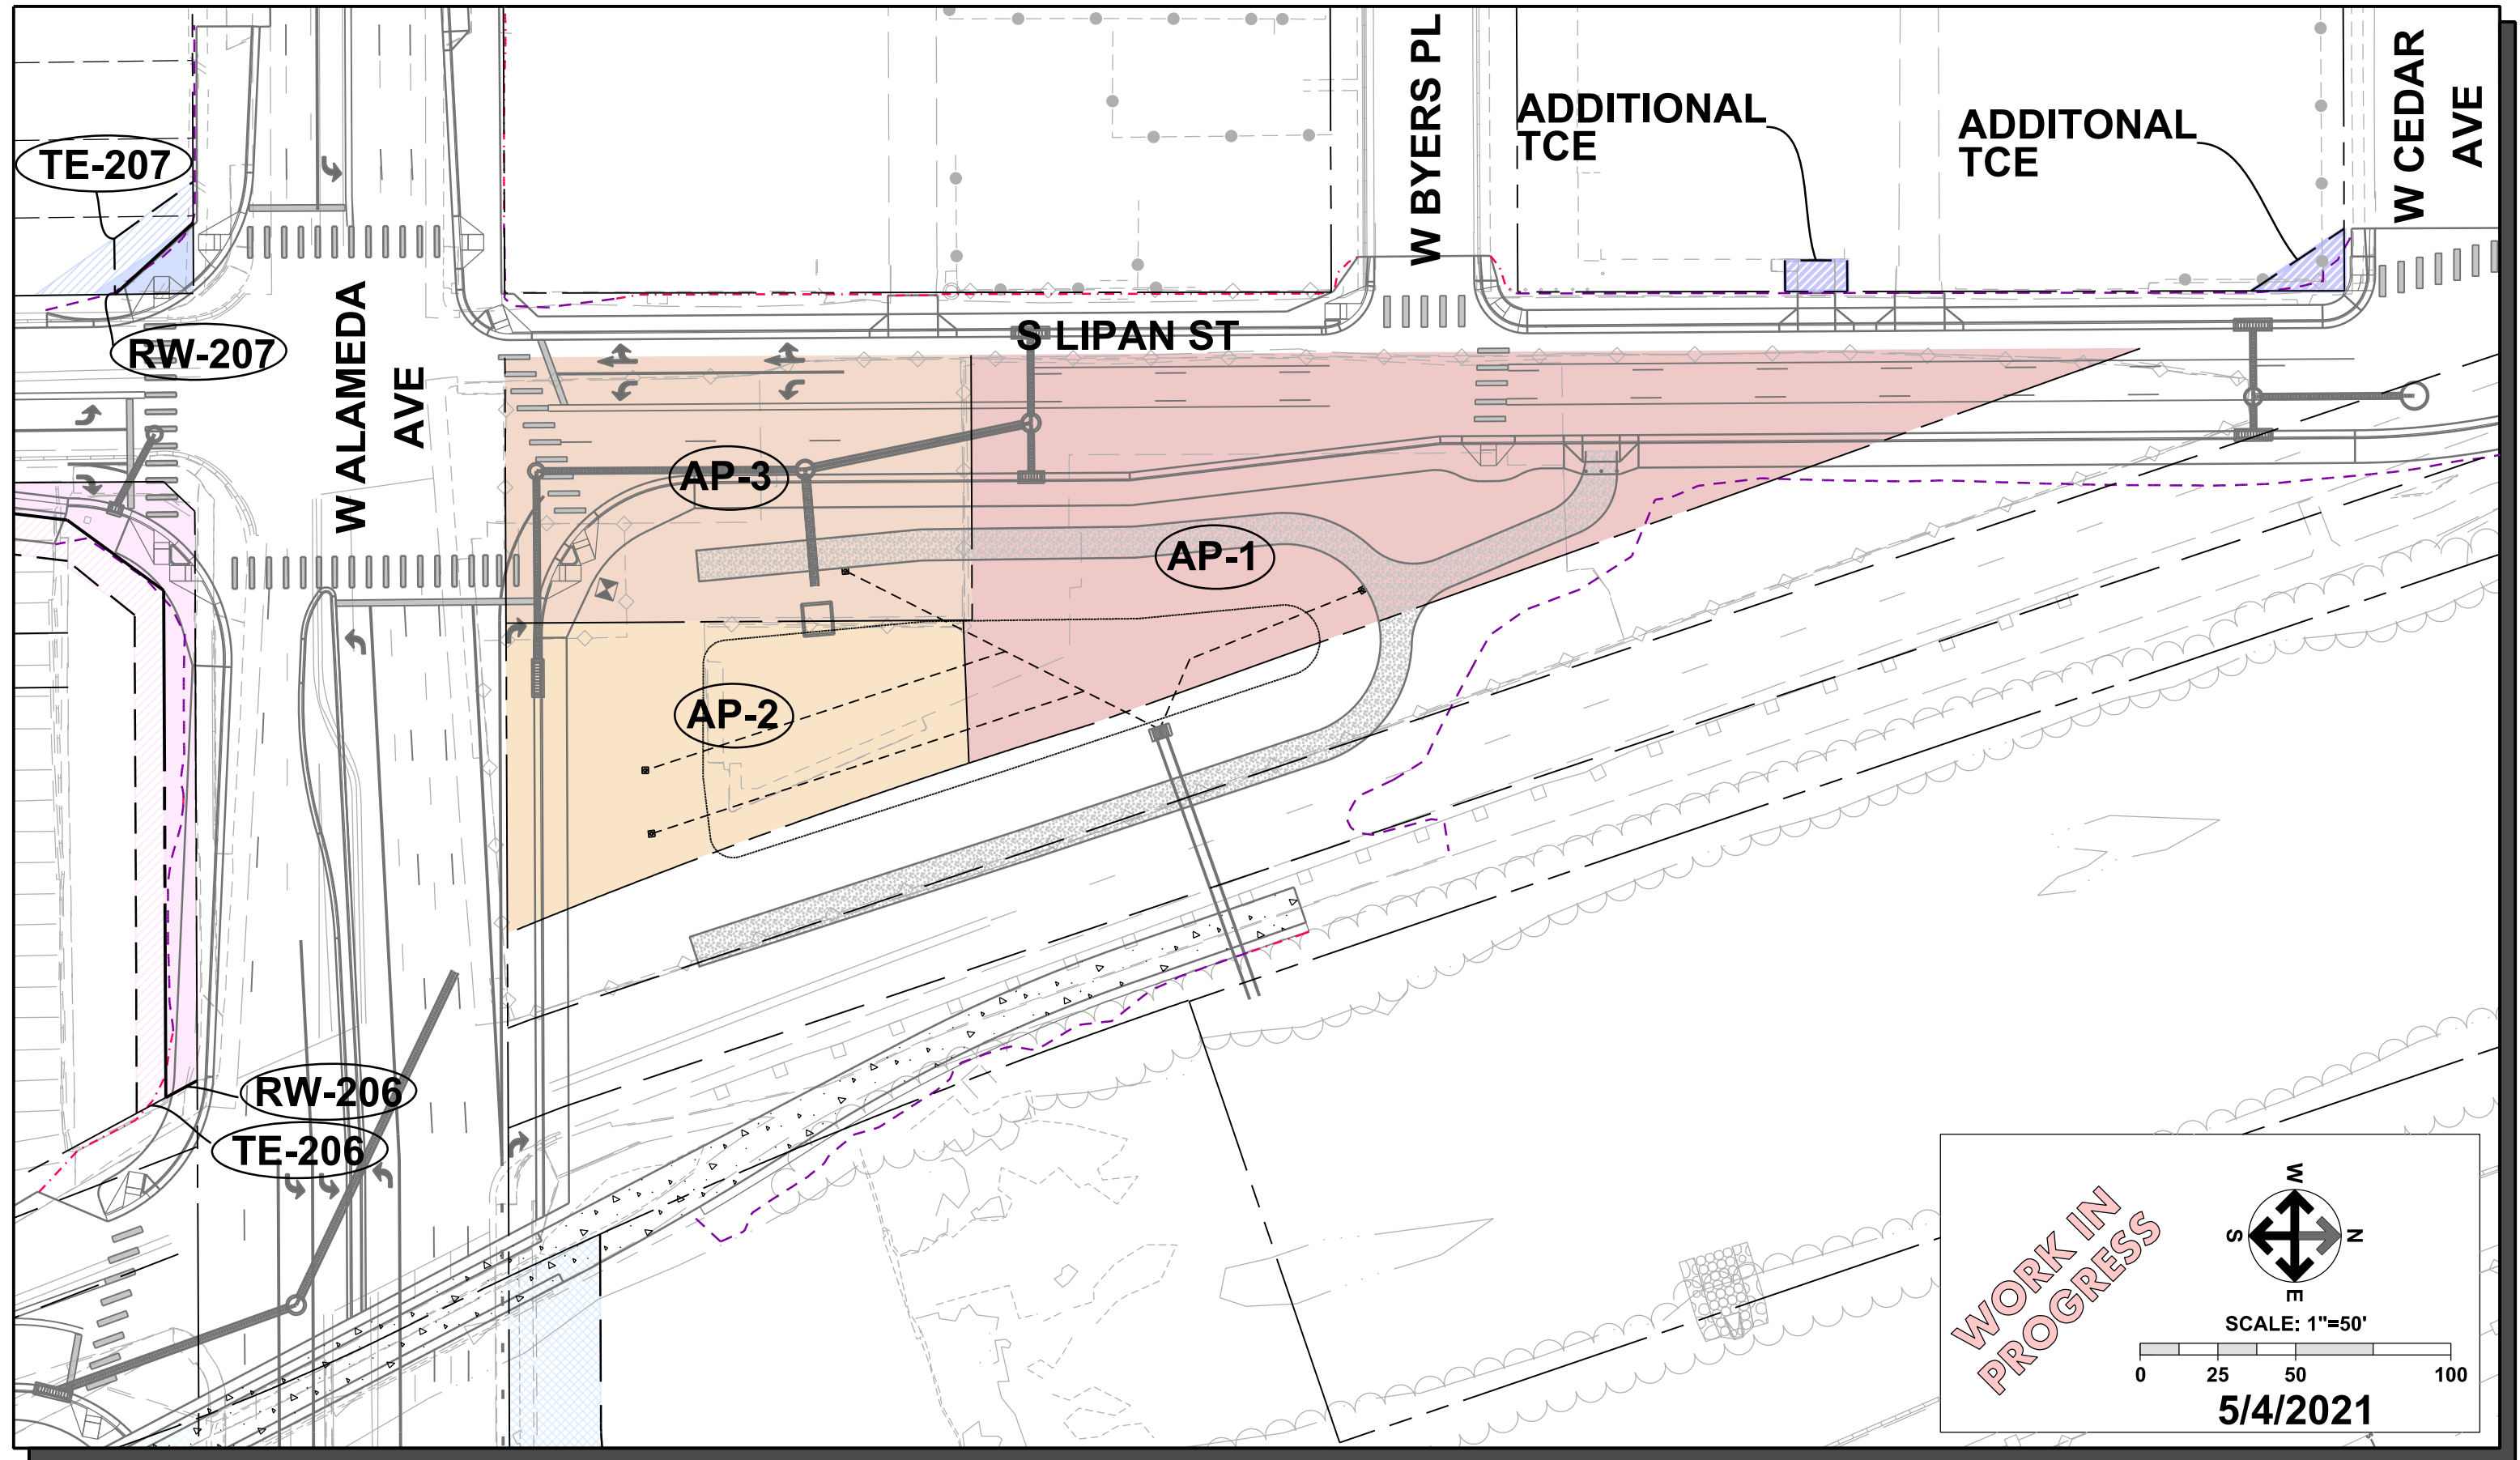 W BYERS PL
W CEDAR
AVE
ADDITIONAL
TCE
ADDITONAL
TCE
TE-207
RW-207
W ALAMEDA
AVE
S LIPAN ST
AP-3
AP-1
AP-2
RW-206
TE-206
WORK IN
PROGRESS
W
S
N
E
SCALE: 1"=50'
0 25 50 100
5/4/2021